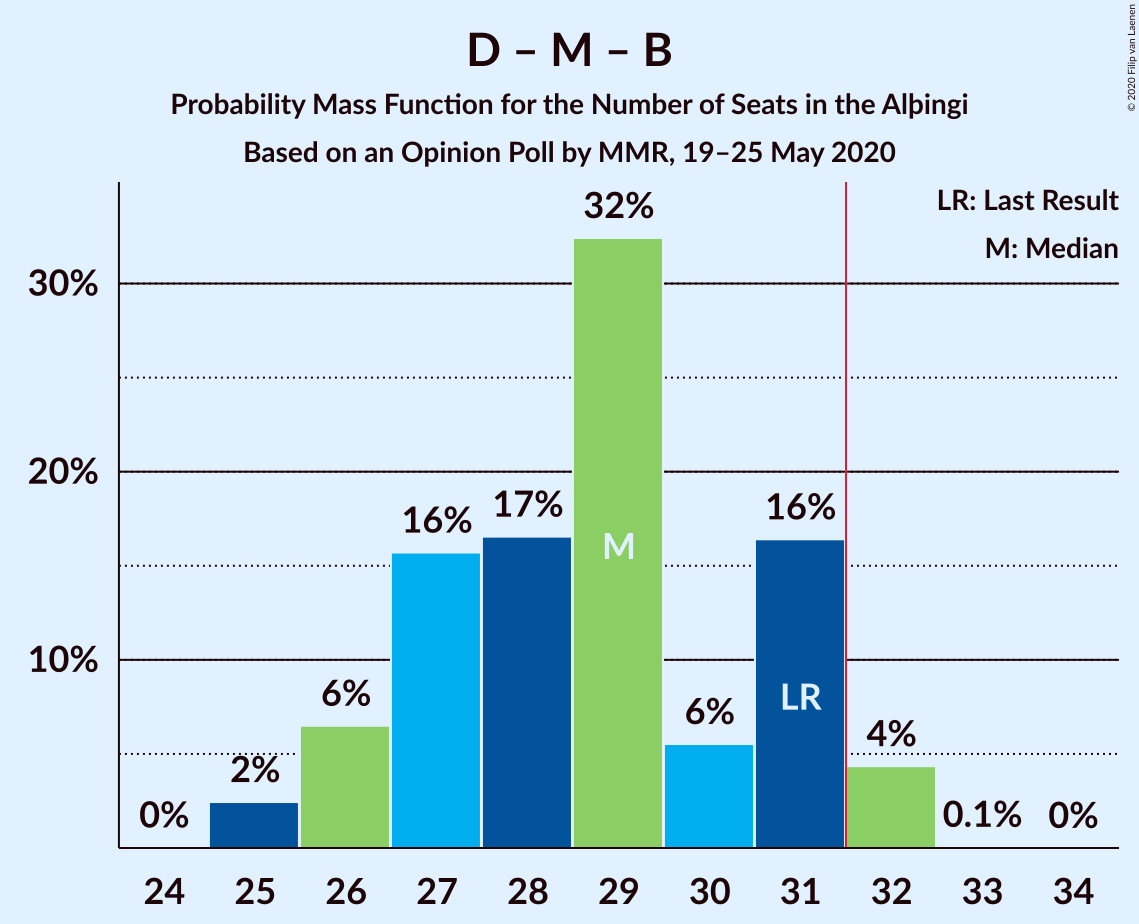 D – M – B
Probability Mass Function for the Number of Seats in the Alþingi
Based on an Opinion Poll by MMR, 19–25 May 2020
© 2020 Filip van Laenen
LR: Last Result
M: Median
32%
30%
20%
17%
16%
16%
M
10%
LR
6%
6%
4%
2%
0%
0.1%
0%
24 25 26 27 28 29 30 31 32 33 34